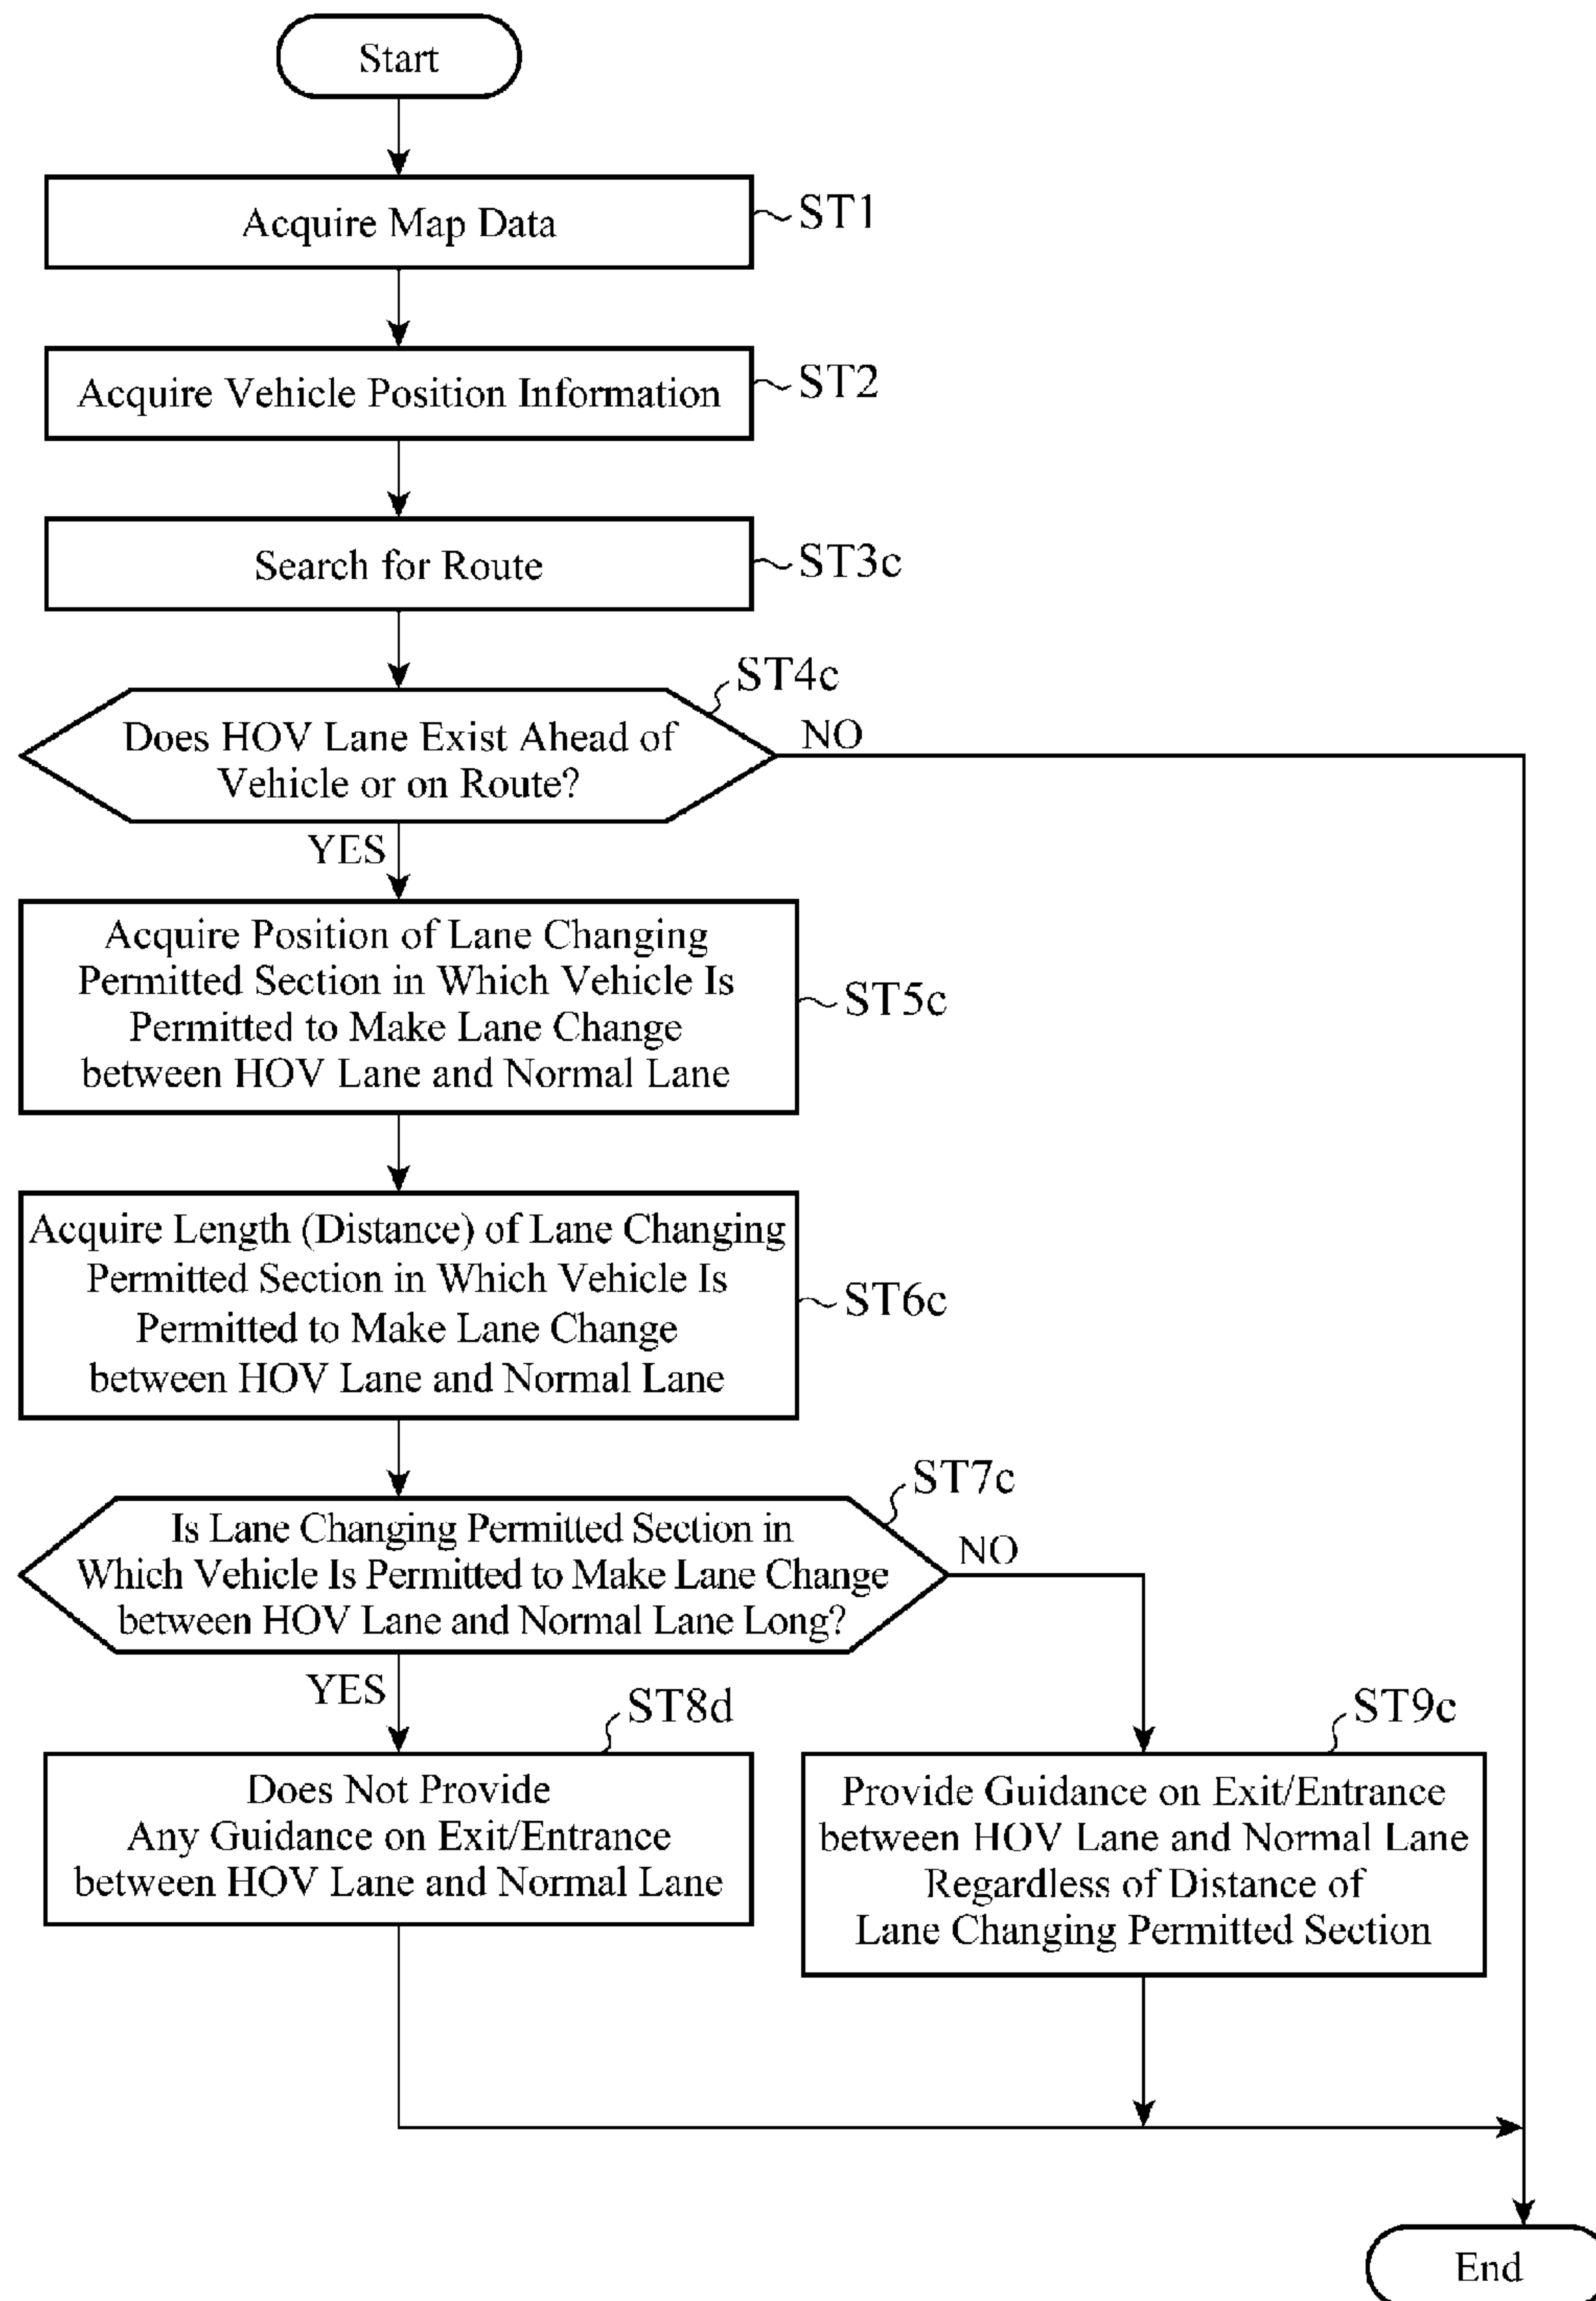 Start
Acquire Map Data
ST1
Acquire Vehicle Position Information
ST2
Search for Route
ST3c
ST4c
Does HOV Lane Exist Ahead of
Vehicle or on Route?
NO
YES
Acquire Position of Lane Changing
Permitted Section in Which Vehicle Is
Permitted to Make Lane Change
between HOV Lane and Normal Lane
ST5c
Acquire Length (Distance) of Lane Changing
Permitted Section in Which Vehicle Is
Permitted to Make Lane Change
between HOV Lane and Normal Lane
ST6c
ST7c
Is Lane Changing Permitted Section in
Which Vehicle Is Permitted to Make Lane Change
between HOV Lane and Normal Lane Long?
NO
YES
ST8d
Does Not Provide
Any Guidance on Exit/Entrance
between HOV Lane and Normal Lane
ST9c
Provide Guidance on Exit/Entrance
between HOV Lane and Normal Lane
Regardless of Distance of
Lane Changing Permitted Section
End